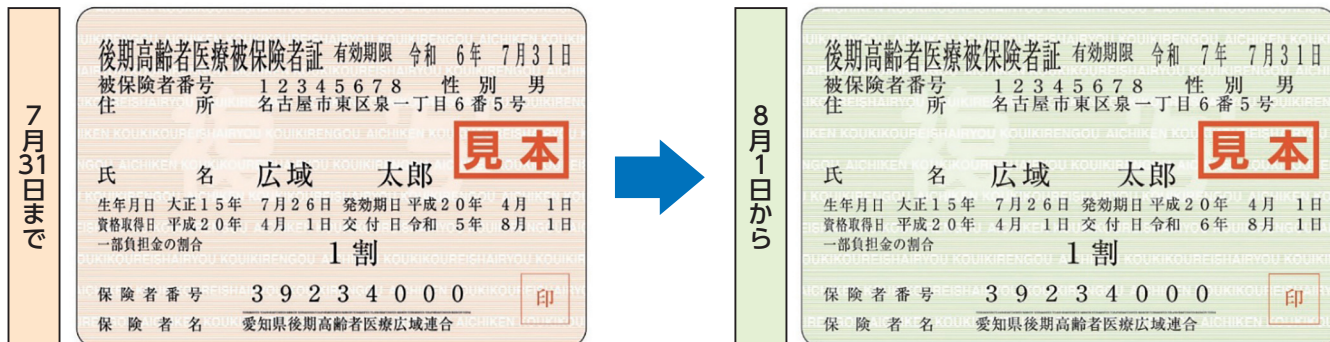 7月31日まで
後期高齢者医療被保険者証 有効期限 令和 6年 7月31日
被保険者番号 12345678 性別 男
住所 名古屋市東区泉一丁目6番5号
見本
氏名 広域 太郎
生年月日 大正15年 7月26日 発効期日 平成20年 4月 1日
資格取得日 平成20年 4月 1日 交付日 令和 5年 8月 1日
一部負担金の割合
1割
保険者番号 39234000
印
保険者名 愛知県後期高齢者医療広域連合
複写
8月1日から
後期高齢者医療被保険者証 有効期限 令和 7年 7月31日
被保険者番号 12345678 性別 男
住所 名古屋市東区泉一丁目6番5号
見本
氏名 広域 太郎
生年月日 大正15年 7月26日 発効期日 平成20年 4月 1日
資格取得日 平成20年 4月 1日 交付日 令和 6年 8月 1日
一部負担金の割合
1割
保険者番号 39234000
印
保険者名 愛知県後期高齢者医療広域連合
複写